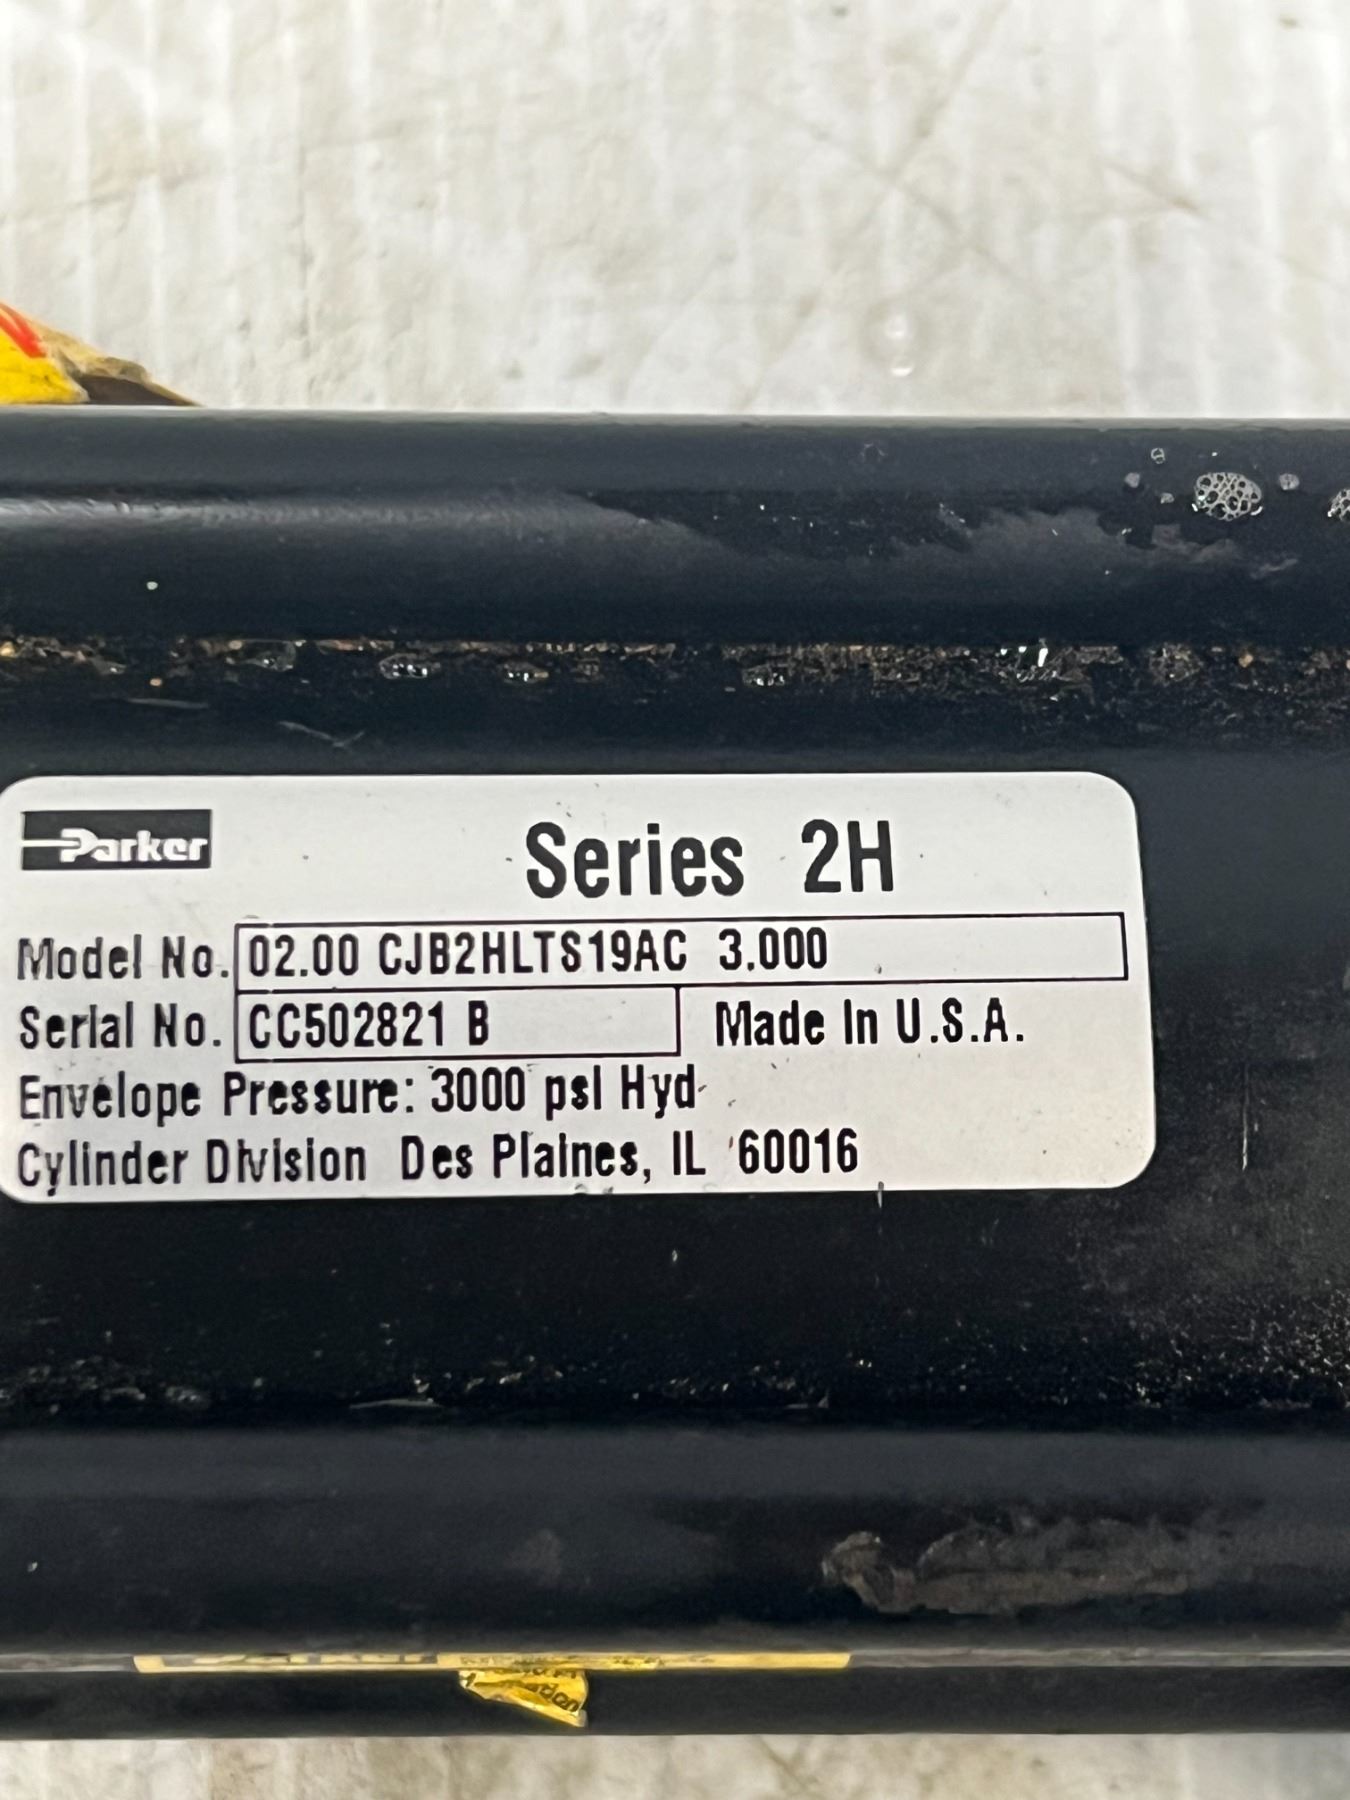 Parker
Series 2H
Model No. 02.00 CJB2HLTS19AC 3.000
Serial No. CC502821 B Made In U.S.A.
Envelope Pressure: 3000 psI Hyd
Cylinder Division Des Plaines, IL 60016